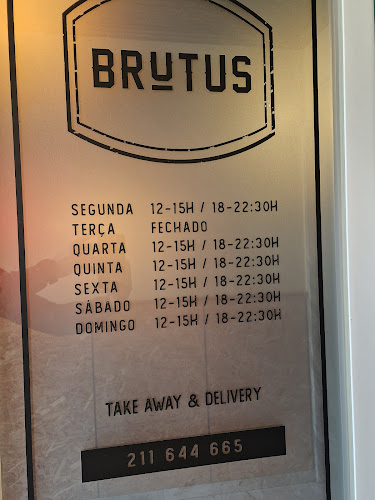 BRUTUS
SEGUNDA 12-15H / 18-22:30H
TERÇA FECHADO
QUARTA 12-15H / 18-22:30H
QUINTA 12-15H / 18-22:30H
SEXTA 12-15H / 18-22:30H
SÁBADO 12-15H / 18-22:30H
DOMINGO 12-15H / 18-22:30H
TAKE AWAY & DELIVERY
211 644 665